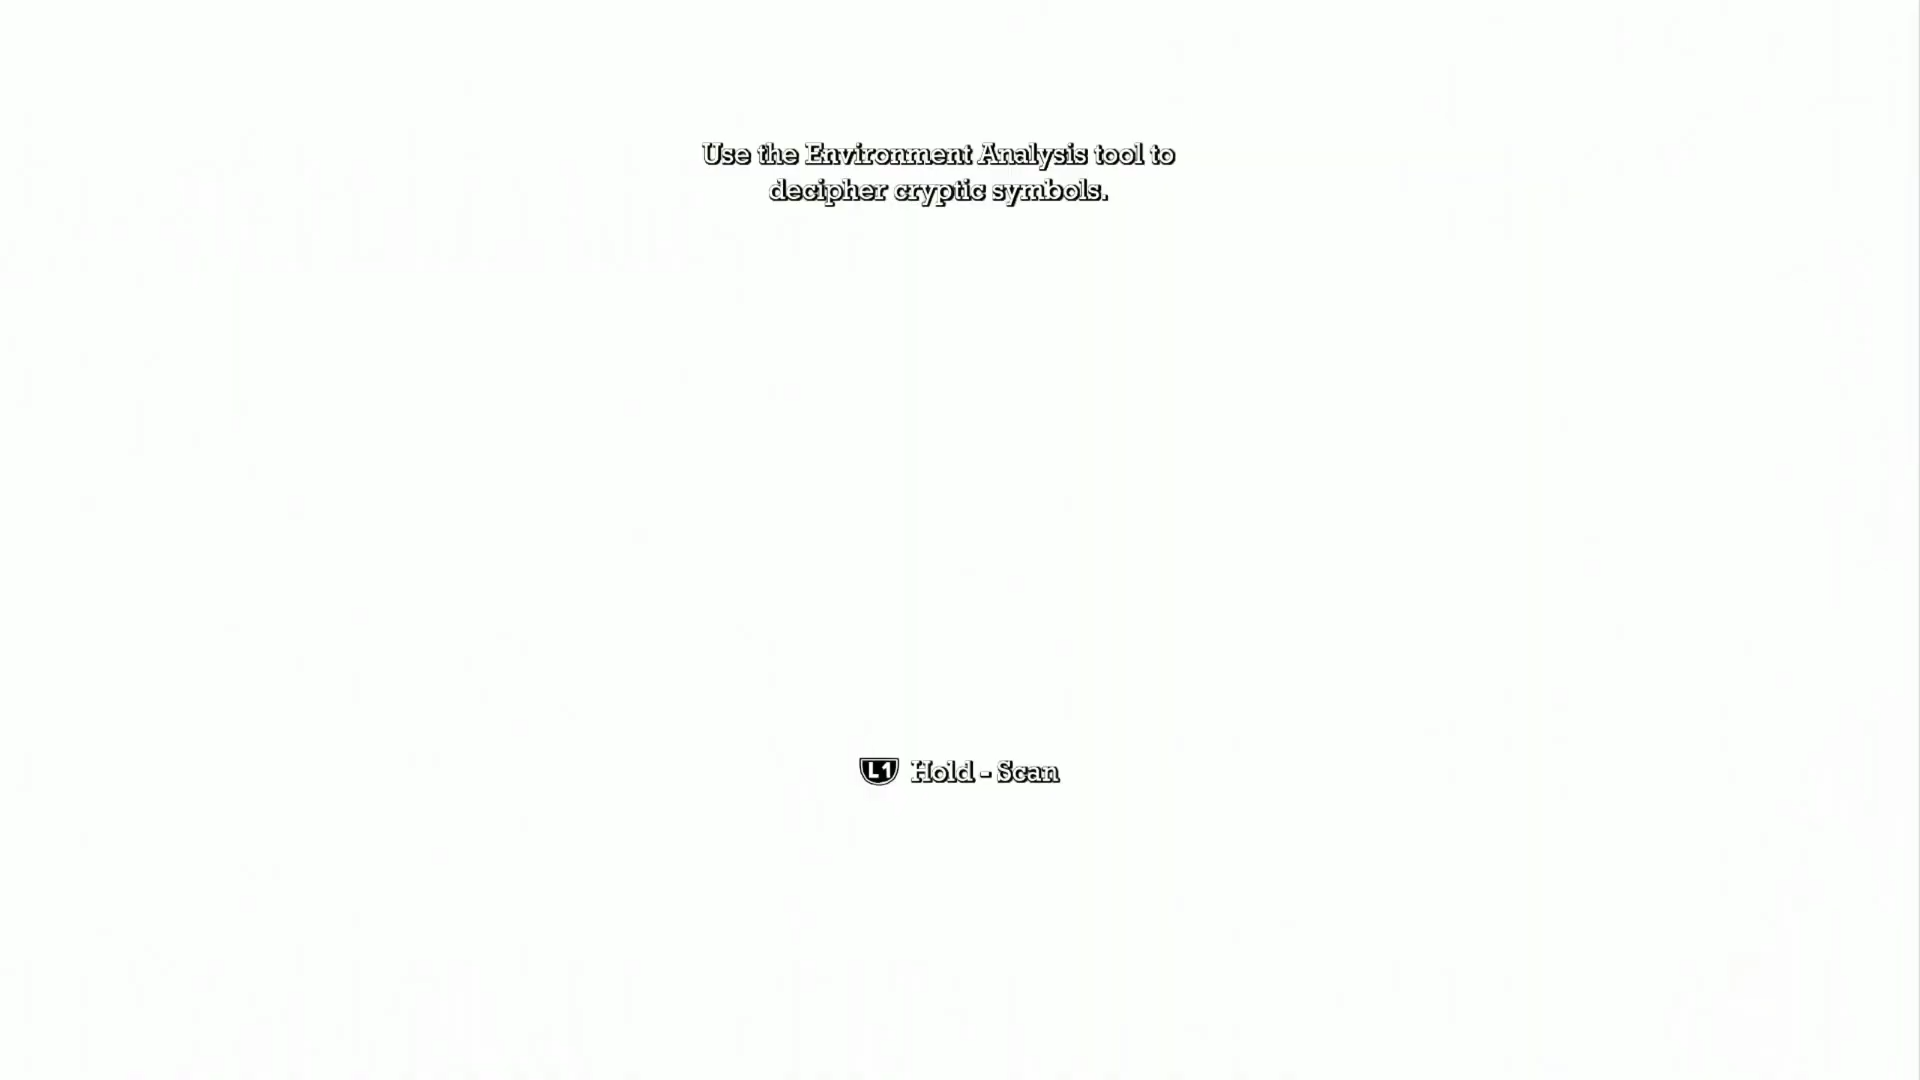 Use the Environment Analysis tool to
decipher cryptic symbols.
L1 Hold - Scan